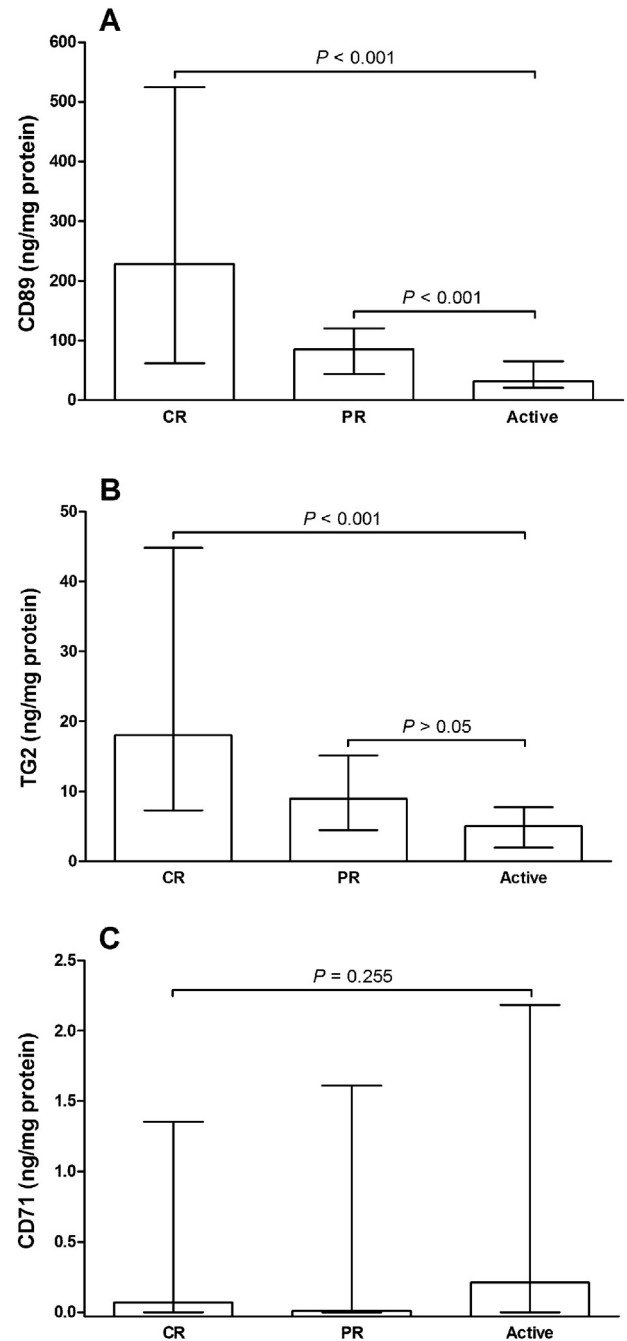 A
600
P < 0.001
500
400
CD89 (ng/mg protein)
300
200
P < 0.001
100
0
CR PR Active
B
50
P < 0.001
40
30
TG2 (ng/mg protein)
20
P > 0.05
10
0
CR PR Active
C
2.5
P = 0.255
2.0
1.5
CD71 (ng/mg protein)
1.0
0.5
0.0
CR PR Active